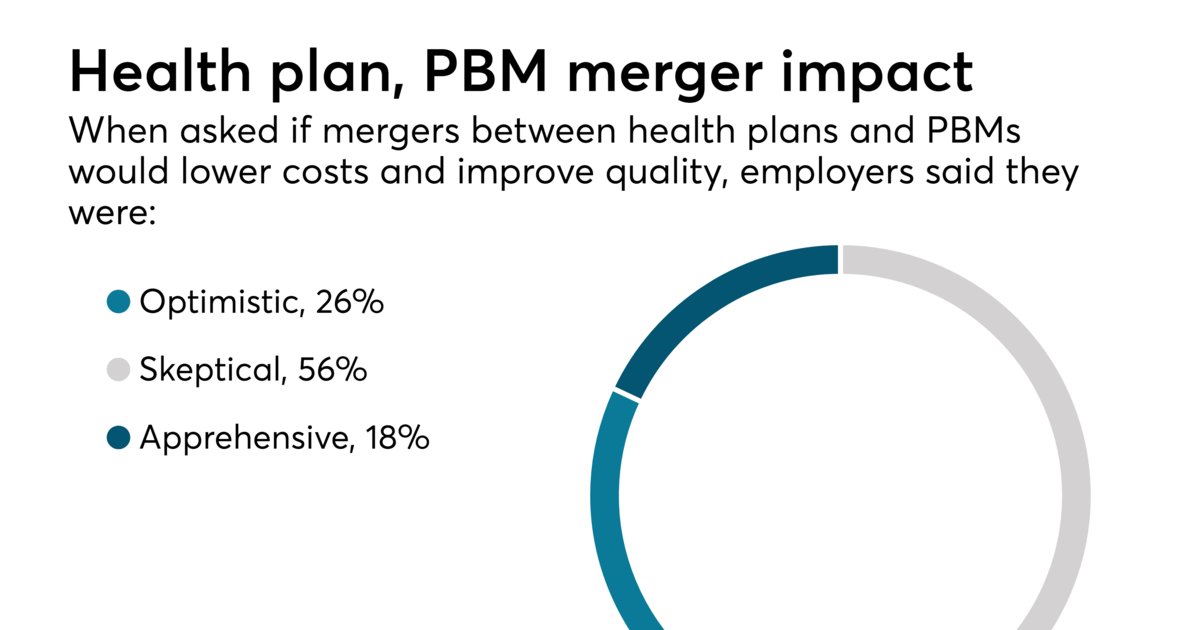 Health plan, PBM merger impact
When asked if mergers between health plans and PBMs
would lower costs and improve quality, employers said they
were:
Optimistic, 26%
Skeptical, 56%
Apprehensive, 18%